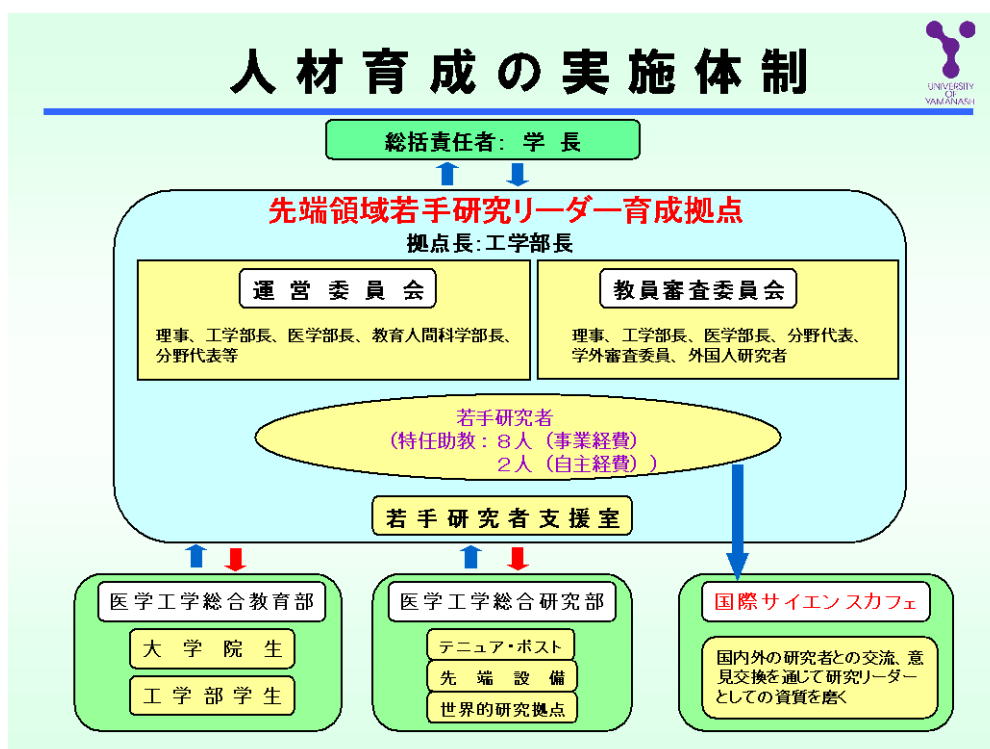 人材育成の実施体制
UNIVERSITY
OF
YAMANASHI
総括責任者: 学長
先端領域若手研究リーダー育成拠点
拠点長:工学部長
運営委員会
理事、工学部長、医学部長、教育人間科学部長、
分野代表等
教員審査委員会
理事、工学部長、医学部長、分野代表、
学外審査委員、外国人研究者
若手研究者
(特任助教:8人(事業経費)
2人(自主経費))
若手研究者支援室
医学工学総合教育部
大学院生
工学部学生
医学工学総合研究部
テニュア・ポスト
先端設備
世界的研究拠点
国際サイエンスカフェ
国内外の研究者との交流、意
見交換を通じて研究リーダー
としての資質を磨く